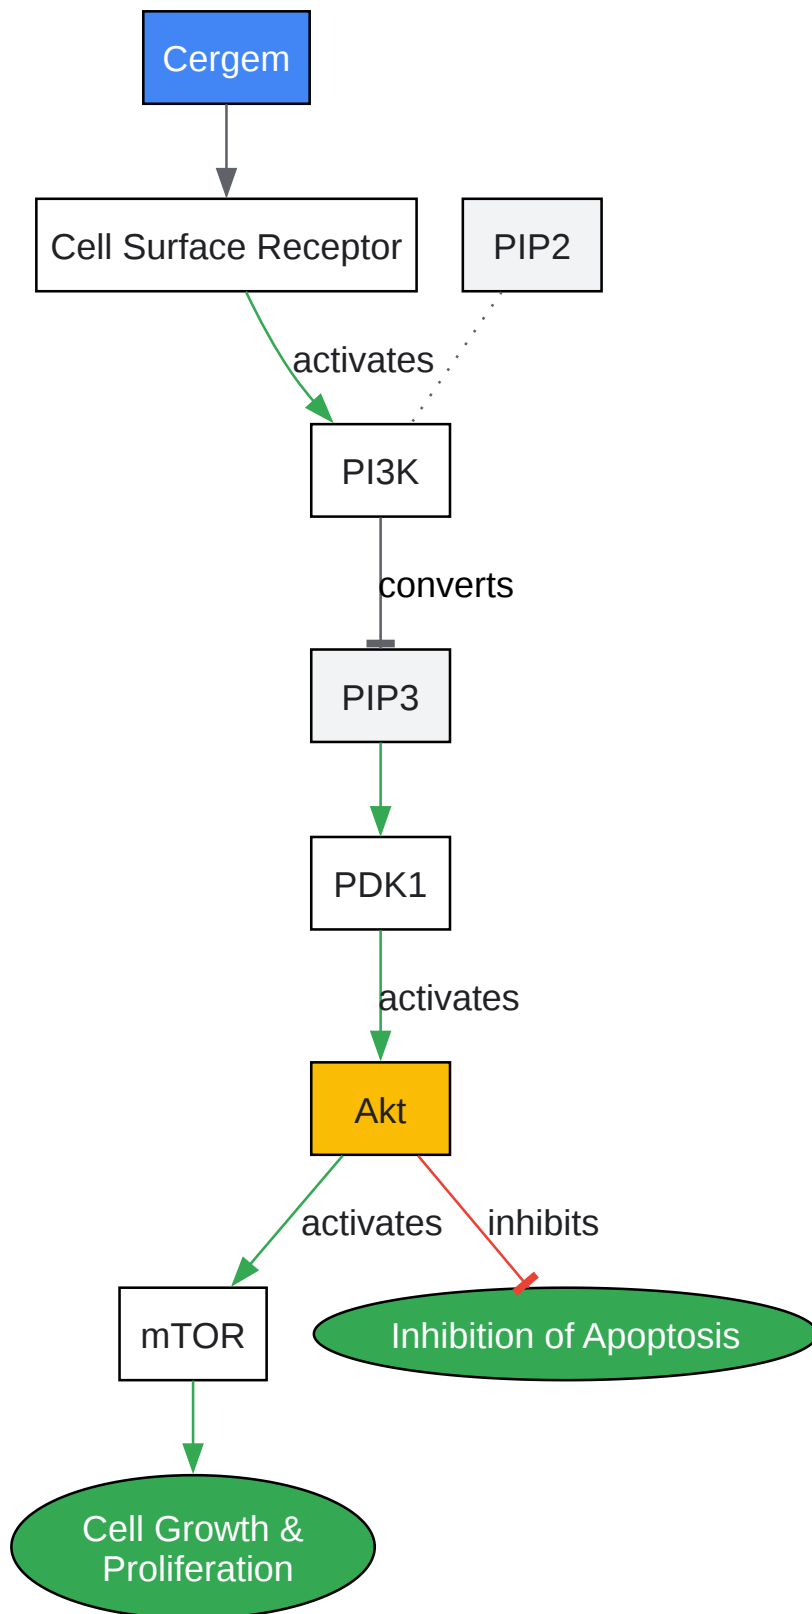 Cergem
Cell Surface Receptor
PIP2
activates
PI3K
converts
PIP3
PDK1
activates
Akt
activates
inhibits
mTOR
Inhibition of Apoptosis
Cell Growth &
Proliferation